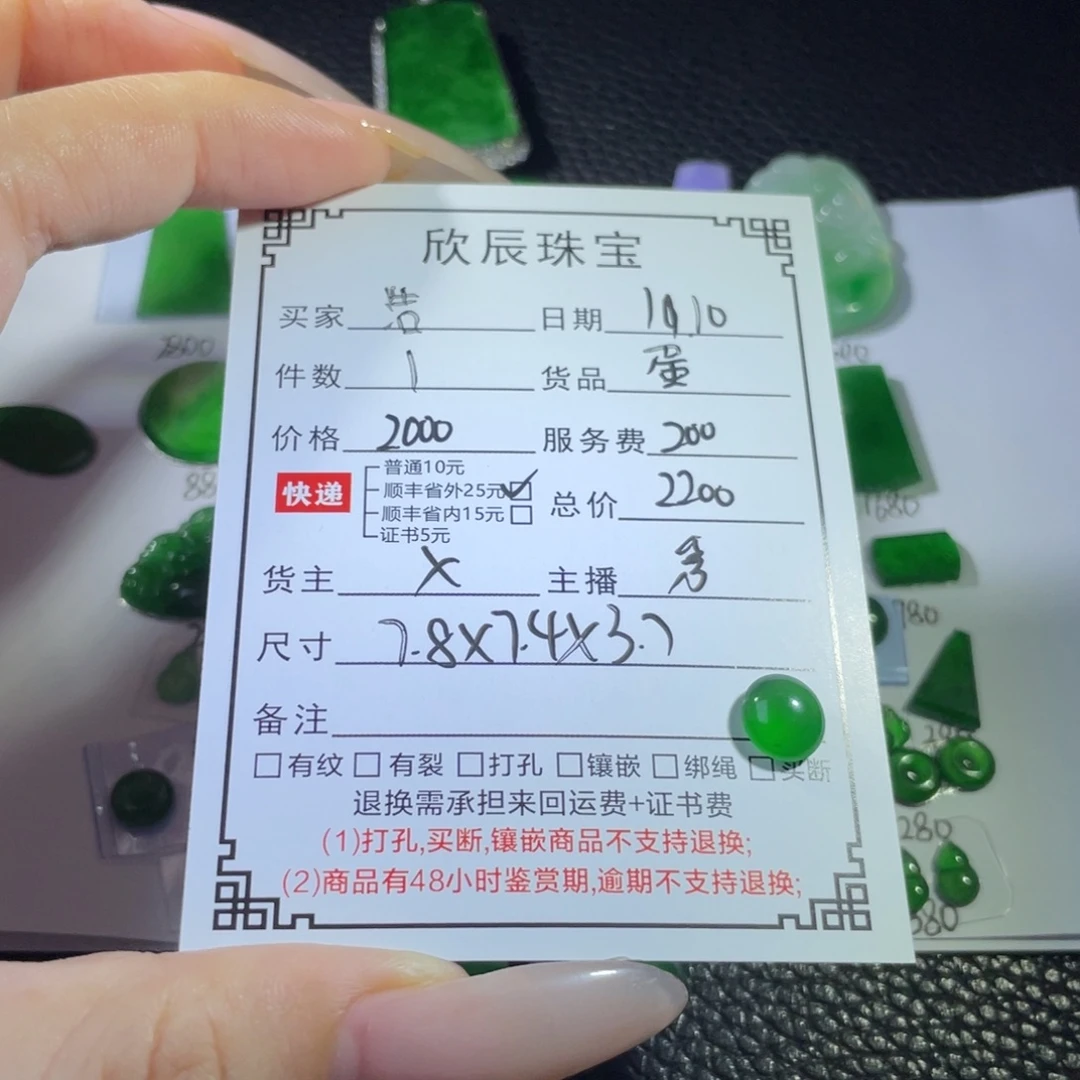 欣辰珠宝
买家 日期
件数 1 货品 蛋
价格 2000 服务费 200
快递 普通10元
顺丰省外25元
顺丰省内15元
证书5元
总价 2200
货主 X 主播
尺寸 7.8X7.4X3.7
备注
有纹 有裂 打孔 镶嵌 绑绳 买断
退换需承担来回运费+证书费
(1)打孔,买断,镶嵌商品不支持退换;
(2)商品有48小时鉴赏期,逾期不支持退换;
280